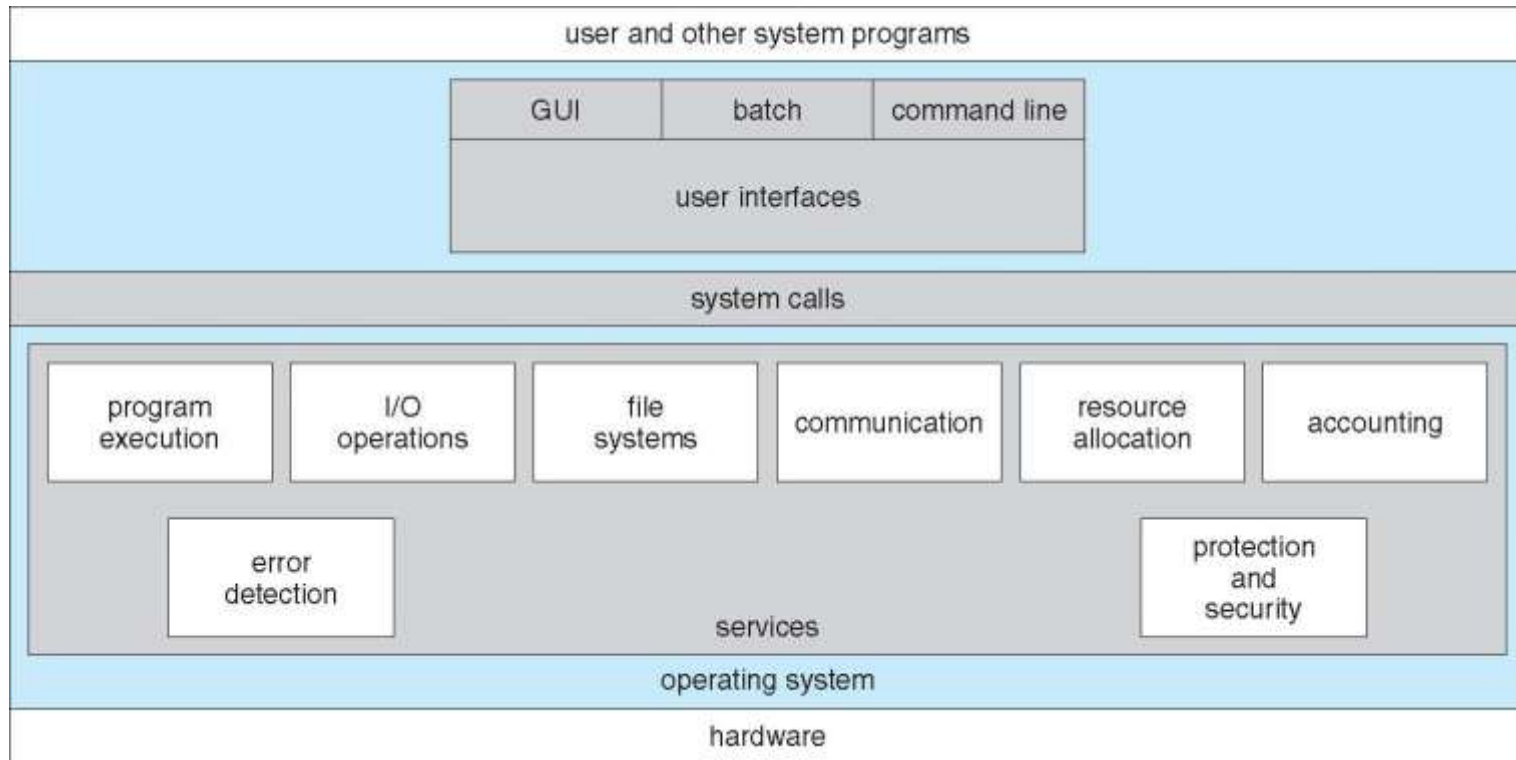 user and other system programs
GUI
batch
command line
user interfaces
system calls
program
execution
I/O
operations
file
systems
communication
resource
allocation
accounting
error
detection
protection
and
security
services
operating system
hardware